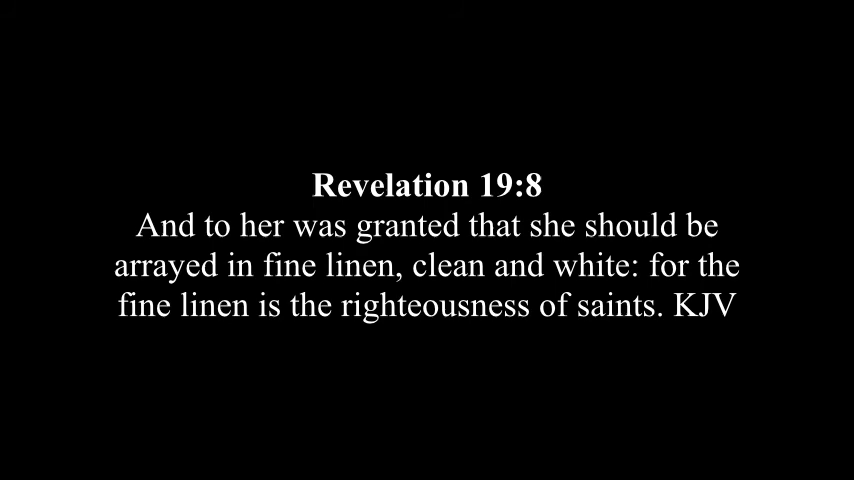 Revelation 19:8
And to her was granted that she should be
arrayed in fine linen, clean and white: for the
fine linen is the righteousness of saints. KJV